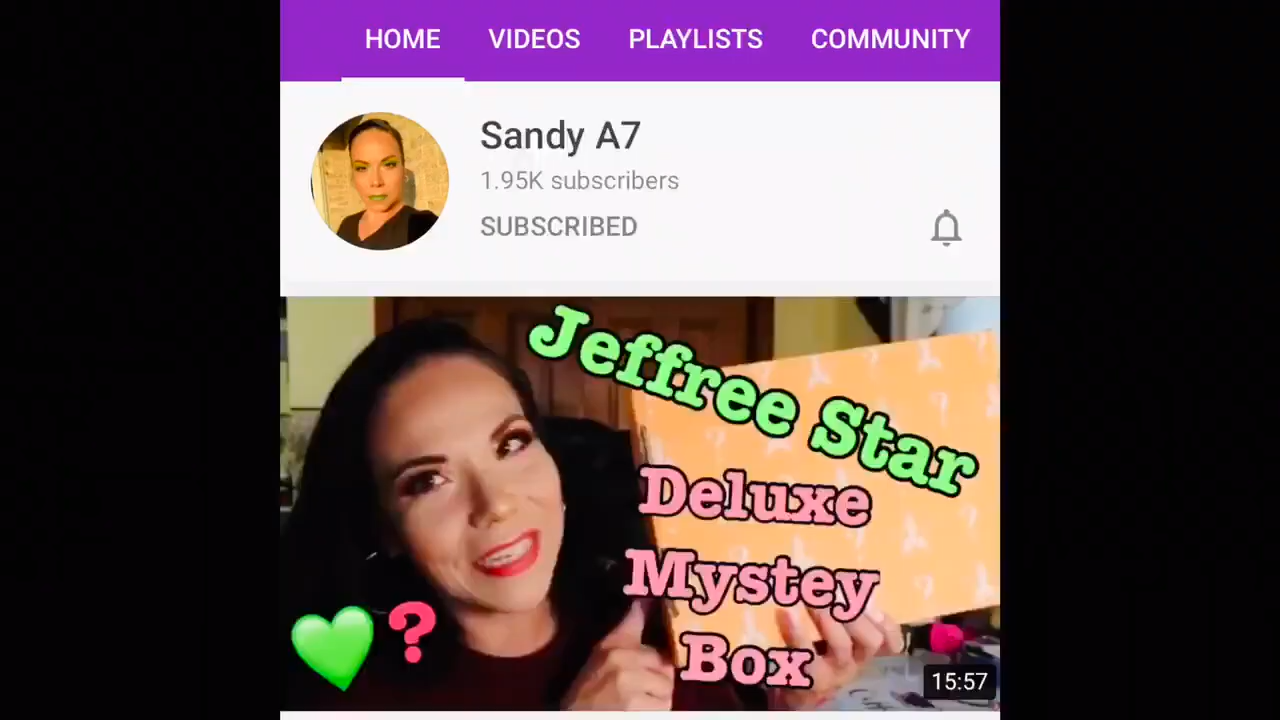 HOME VIDEOS PLAYLISTS COMMUNITY
Sandy A7
1.95K subscribers
SUBSCRIBED
Jeffree Star
Deluxe
Mystey
Box
?
15:57